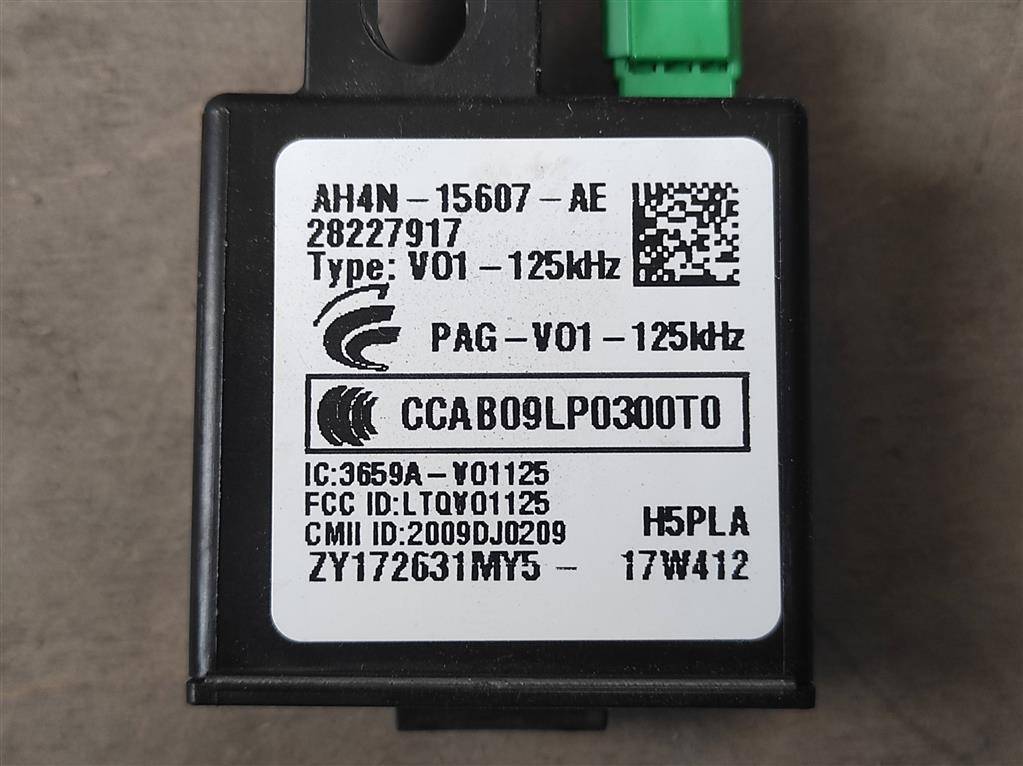 AH4N-15607-AE
28227917
Type: V01-125kHz
PAG-V01-125kHz
CCAB09LP0300T0
IC:3659A-V01125
FCC ID:LTQV01125
CMII ID:2009DJ0209
H5PLA
ZY172631MY5 - 17W412